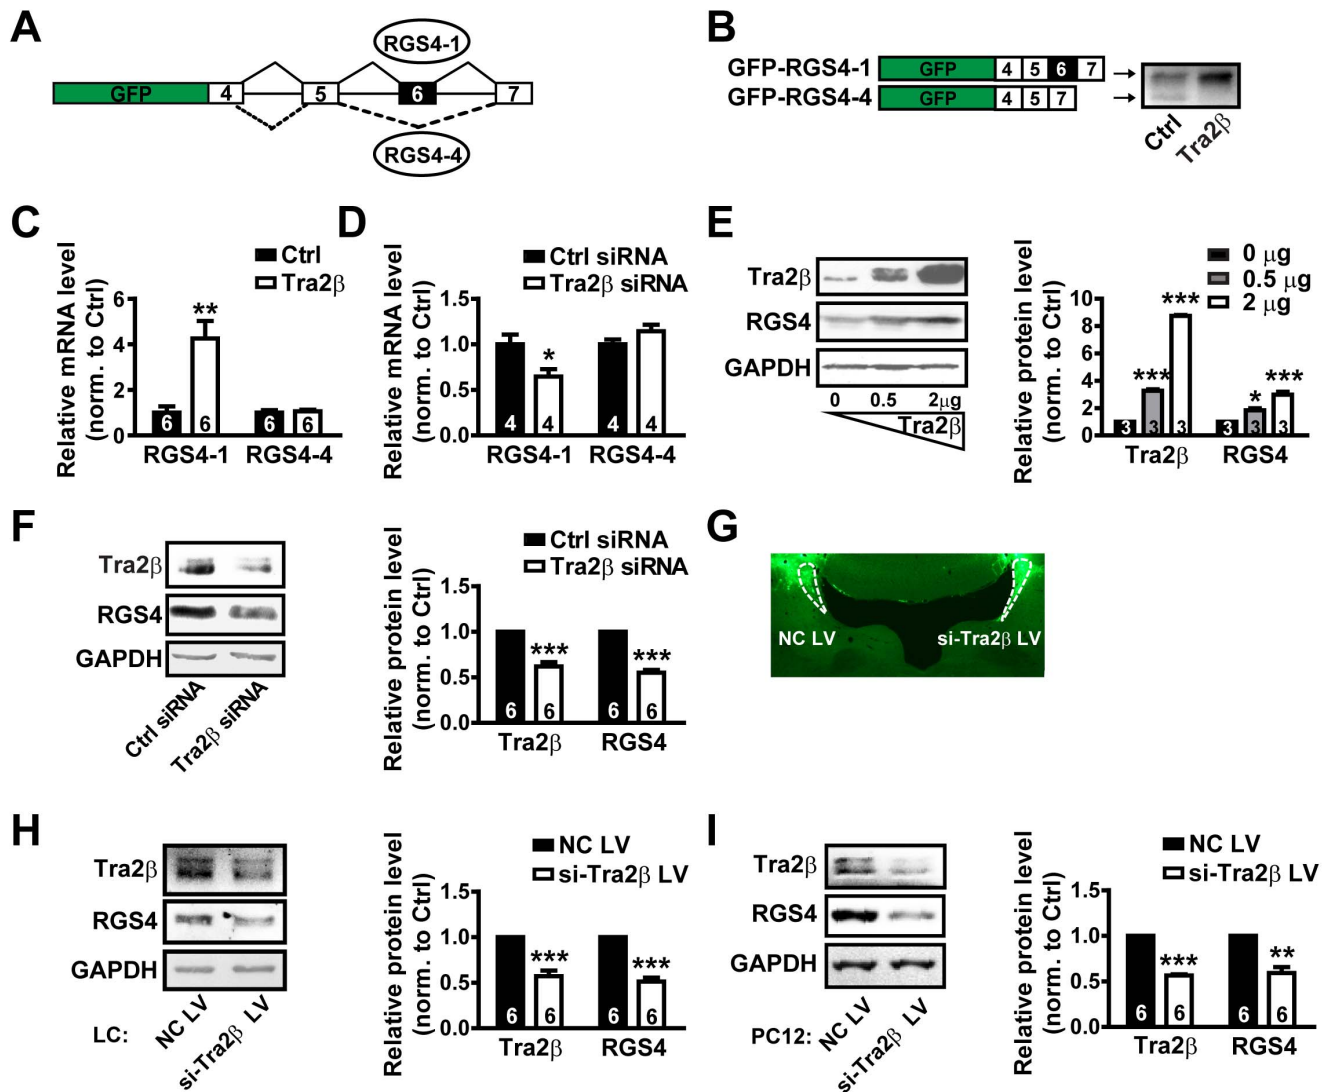 A
RGS4-1
GFP 4 5 6 7
RGS4-4
B
GFP-RGS4-1 GFP 4 5 6 7
GFP-RGS4-4 GFP 4 5 7
Ctrl Tra2β
C
Relative mRNA level
(norm. to Ctrl)
Ctrl
Tra2β
6
4
2
0
**
6 6 6 6
RGS4-1 RGS4-4
D
Relative mRNA level
(norm. to Ctrl)
Ctrl siRNA
Tra2β siRNA
1.5
1.0
0.5
0.0
*
4 4 4 4
RGS4-1 RGS4-4
E
Tra2β
RGS4
GAPDH
0 0.5 2μg
Tra2β
Relative protein level
(norm. to Ctrl)
0 μg
0.5 μg
2 μg
10
8
6
4
2
0
*** *** * ***
3 3 3 3 3 3
Tra2β RGS4
F
Tra2β
RGS4
GAPDH
Ctrl siRNA Tra2β siRNA
Relative protein level
(norm. to Ctrl)
Ctrl siRNA
Tra2β siRNA
1.5
1.0
0.5
0.0
*** ***
6 6 6 6
Tra2β RGS4
G
NC LV si-Tra2β LV
H
Tra2β
RGS4
GAPDH
LC: NC LV si-Tra2β LV
Relative protein level
(norm. to Ctrl)
NC LV
si-Tra2β LV
1.5
1.0
0.5
0.0
*** ***
6 6 6 6
Tra2β RGS4
I
Tra2β
RGS4
GAPDH
PC12: NC LV si-Tra2β LV
Relative protein level
(norm. to Ctrl)
NC LV
si-Tra2β LV
1.5
1.0
0.5
0.0
*** **
6 6 6 6
Tra2β RGS4